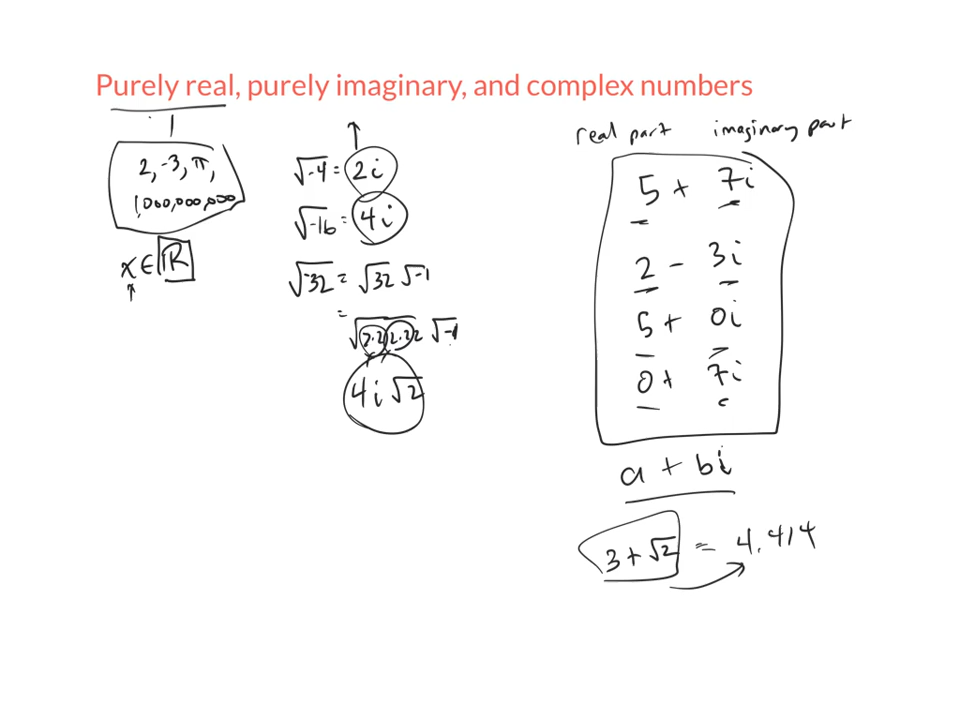 Purely real, purely imaginary, and complex numbers
2, -3, π,
1,000,000,000
x ∈ ℝ
√-4 = 2i
√-16 = 4i
√-32 = √32 √-1
= √2·2·2·2·2 √-1
4i√2
real part imaginary part
5 + 7i
2 - 3i
5 + 0i
0 + 7i
a + bi
3 + √2 = 4.414